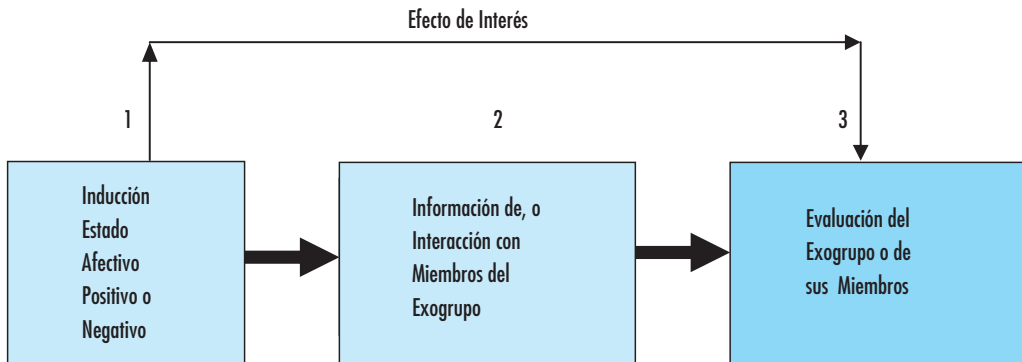 Efecto de Interés
1
2
3
Inducción
Estado
Afectivo
Positivo o
Negativo
Información de, o
Interacción con
Miembros del
Exogrupo
Evaluación del
Exogrupo o de
sus Miembros